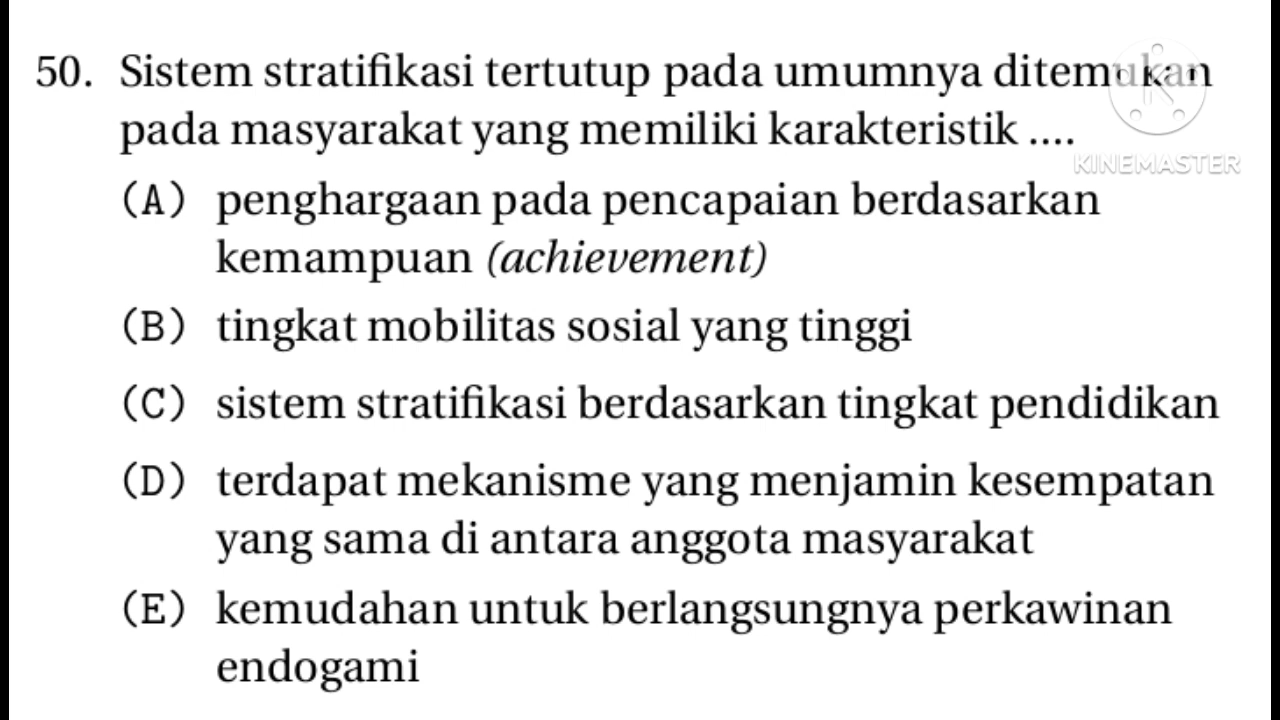 50. Sistem stratifikasi tertutup pada umumnya ditemukan
pada masyarakat yang memiliki karakteristik ....
KINEMASTER
(A) penghargaan pada pencapaian berdasarkan
kemampuan (achievement)
(B) tingkat mobilitas sosial yang tinggi
(C) sistem stratifikasi berdasarkan tingkat pendidikan
(D) terdapat mekanisme yang menjamin kesempatan
yang sama di antara anggota masyarakat
(E) kemudahan untuk berlangsungnya perkawinan
endogami